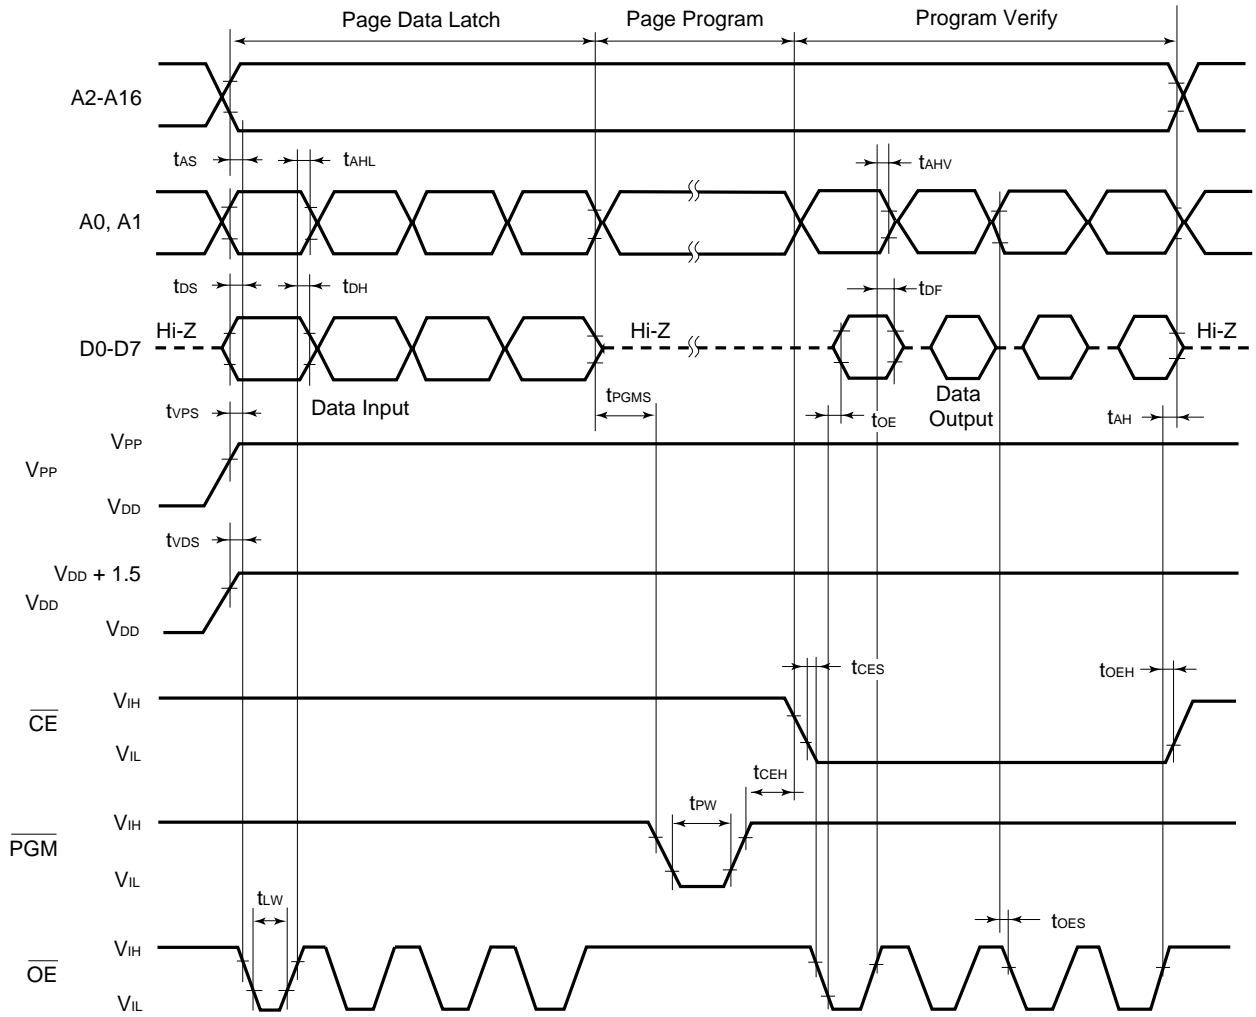 Page Data Latch Page Program Program Verify
A2-A16
tAS tAHL tAHV
A0, A1
tDS tDH tDF
Hi-Z Hi-Z Hi-Z
D0-D7
Data Input tPGMS Data
Output
tVPS tOE tAH
VPP
VPP
VDD
tVDS
VDD + 1.5
VDD
VDD
tCES tOEH
VIH
CE
VIL
tCEH
VIH tPW
PGM
VIL
tLW tOES
VIH
OE
VIL